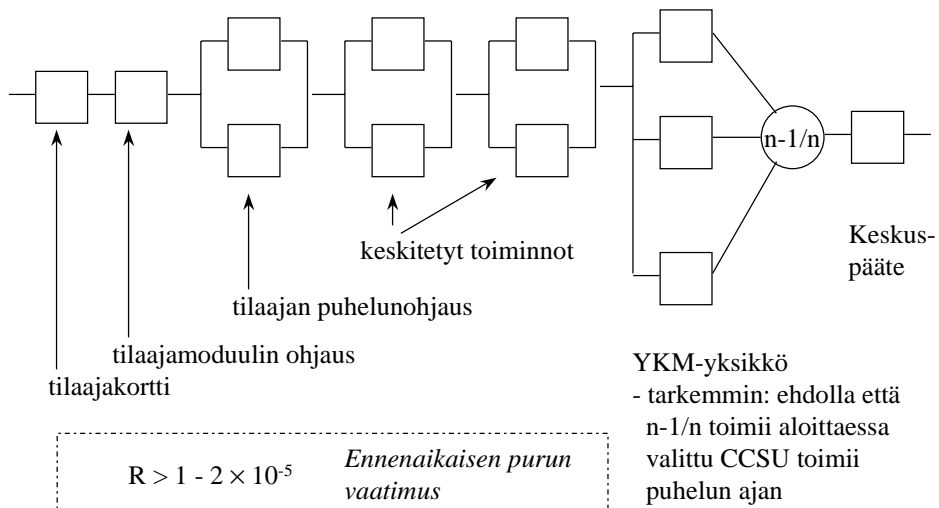 n-1/n
Keskus-
pääte
keskitetyt toiminnot
tilaajan puhelunohjaus
tilaajamoduulin ohjaus
tilaajakortti
YKM-yksikkö
- tarkemmin: ehdolla että
n-1/n toimii aloittaessa
valittu CCSU toimii
puhelun ajan
R > 1 - 2 × 10⁻⁵
Ennenaikaisen purun
vaatimus